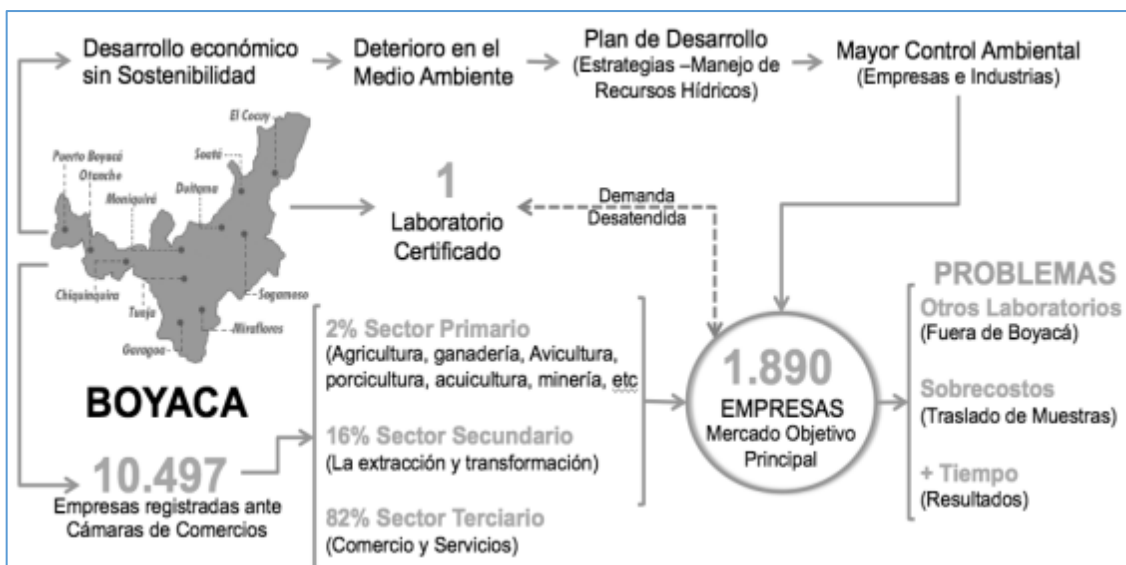 Desarrollo económico
sin Sostenibilidad
Deterioro en el
Medio Ambiente
Plan de Desarrollo
(Estrategias –Manejo de
Recursos Hídricos)
Mayor Control Ambiental
(Empresas e Industrias)
El Cocuy
Puerto Boyacá
Otanche
Moniquirá
Soatá
Duitama
Chiquinquira
Tunja
Garagoa
Sogamoso
Miraflores
1
Laboratorio
Certificado
Demanda
Desatendida
BOYACA
10.497
Empresas registradas ante
Cámaras de Comercios
2% Sector Primario
(Agricultura, ganadería, Avicultura,
porcicultura, acuicultura, minería, etc
16% Sector Secundario
(La extracción y transformación)
82% Sector Terciario
(Comercio y Servicios)
1.890
EMPRESAS
Mercado Objetivo
Principal
PROBLEMAS
Otros Laboratorios
(Fuera de Boyacá)
Sobrecostos
(Traslado de Muestras)
+ Tiempo
(Resultados)